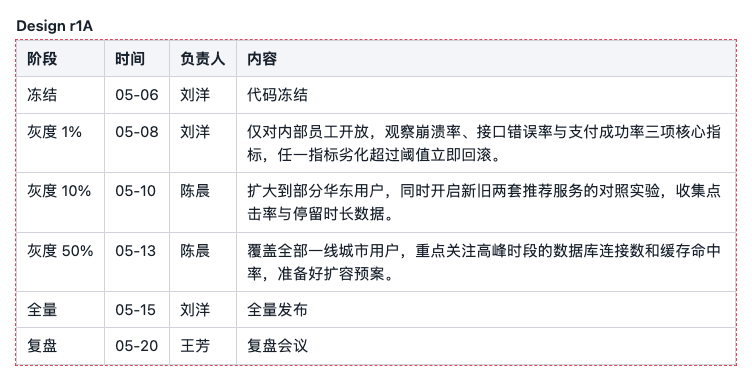 Design r1A
阶段 时间 负责人 内容
冻结 05-06 刘洋 代码冻结
灰度 1% 05-08 刘洋 仅对内部员工开放，观察崩溃率、接口错误率与支付成功率三项核心指
标，任一指标劣化超过阈值立即回滚。
灰度 10% 05-10 陈晨 扩大到部分华东用户，同时开启新旧两套推荐服务的对照实验，收集点
击率与停留时长数据。
灰度 50% 05-13 陈晨 覆盖全部一线城市用户，重点关注高峰时段的数据库连接数和缓存命中
率，准备好扩容预案。
全量 05-15 刘洋 全量发布
复盘 05-20 王芳 复盘会议